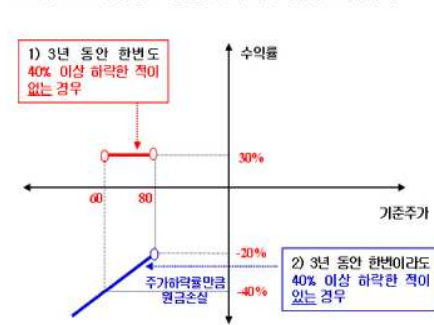 1) 3년 동안 한번도
40% 이상 하락한 적이
없는 경우
수익률
30%
60
80
기준주가
-20%
주가하락률만큼
원금손실
-40%
2) 3년 동안 한번이라도
40% 이상 하락한 적이
있는 경우